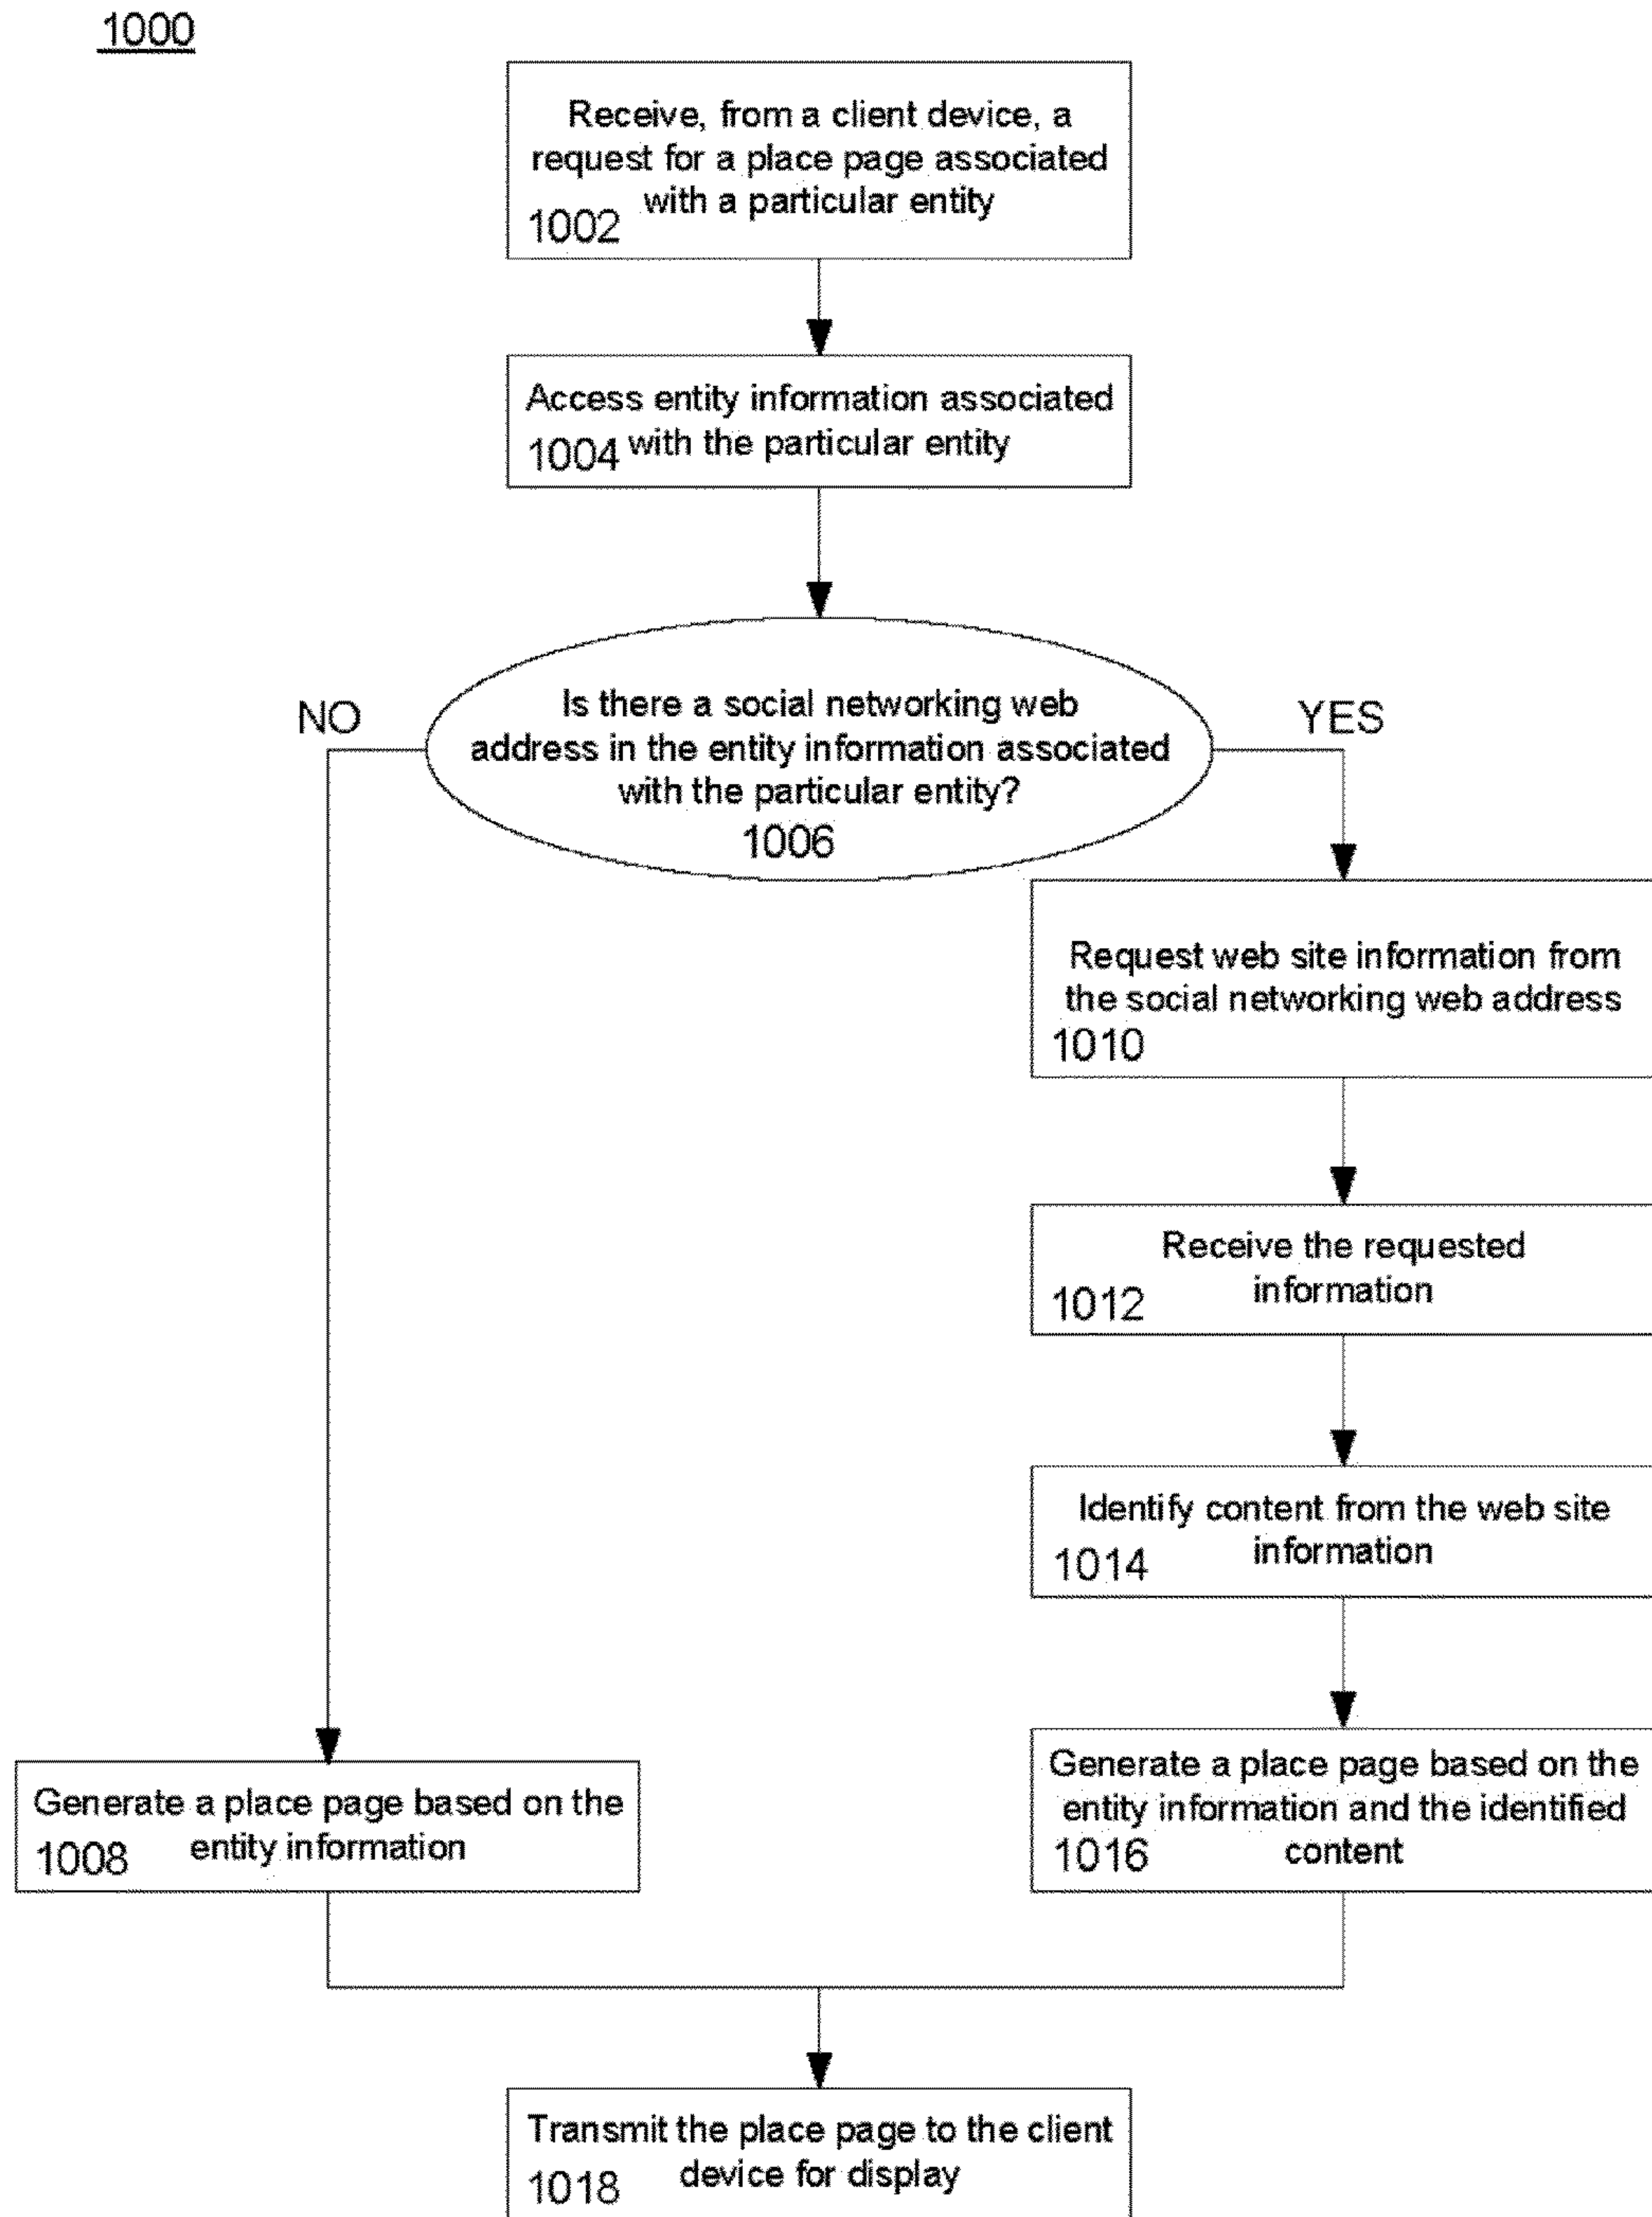 1000
Receive, from a client device, a
request for a place page associated
with a particular entity
1002
Access entity information associated
with the particular entity
1004
Is there a social networking web
address in the entity information associated
with the particular entity?
1006
NO
YES
Request web site information from
the social networking web address
1010
Receive the requested
information
1012
Identify content from the web site
information
1014
Generate a place page based on the
entity information
1008
Generate a place page based on the
entity information and the identified
content
1016
Transmit the place page to the client
device for display
1018